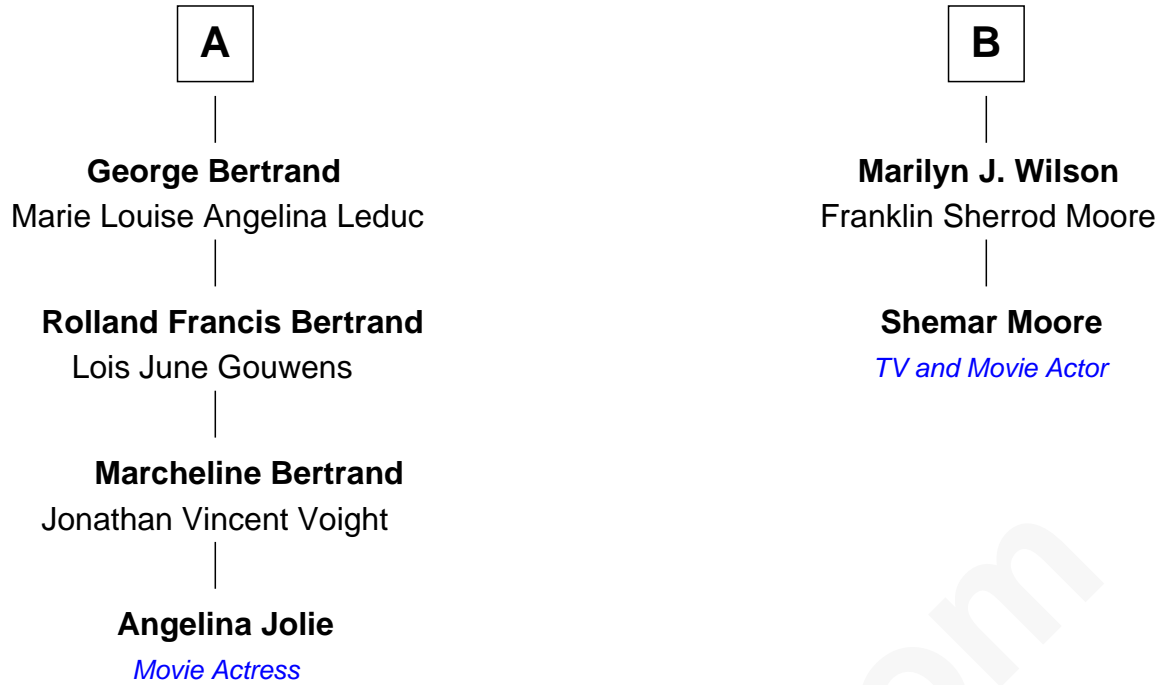 A
George Bertrand
Marie Louise Angelina Leduc
Rolland Francis Bertrand
Lois June Gouwens
Marcheline Bertrand
Jonathan Vincent Voight
Angelina Jolie
Movie Actress
B
Marilyn J. Wilson
Franklin Sherrod Moore
Shemar Moore
TV and Movie Actor
om